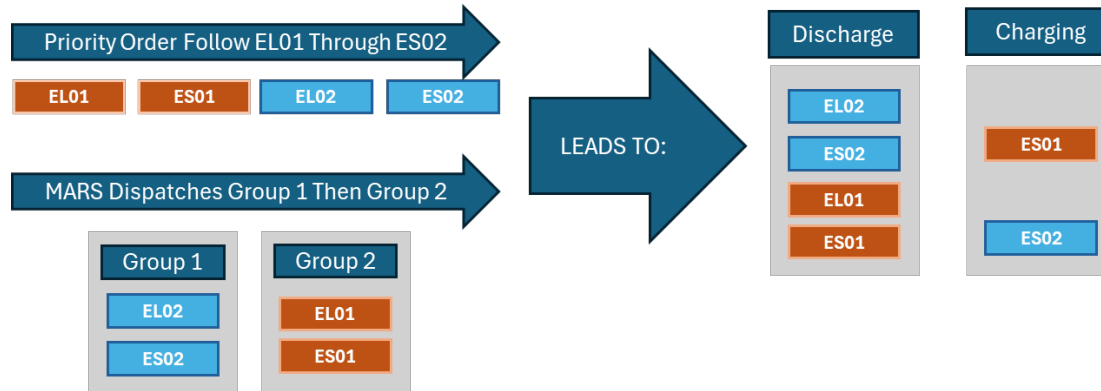 Priority Order Follow EL01 Through ES02
EL01
ES01
EL02
ES02
MARS Dispatches Group 1 Then Group 2
Group 1
EL02
ES02
Group 2
EL01
ES01
LEADS TO:
Discharge
EL02
ES02
EL01
ES01
Charging
ES01
ES02